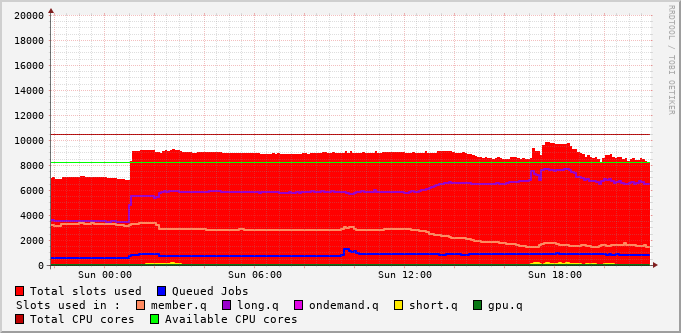 20000
18000
16000
14000
12000
10000
8000
6000
4000
2000
0
Sun 00:00 Sun 06:00 Sun 12:00 Sun 18:00
Total slots used Queued Jobs
Slots used in : member.q long.q ondemand.q short.q gpu.q
Total CPU cores Available CPU cores
RRDTOOL / TOBI OETIKER